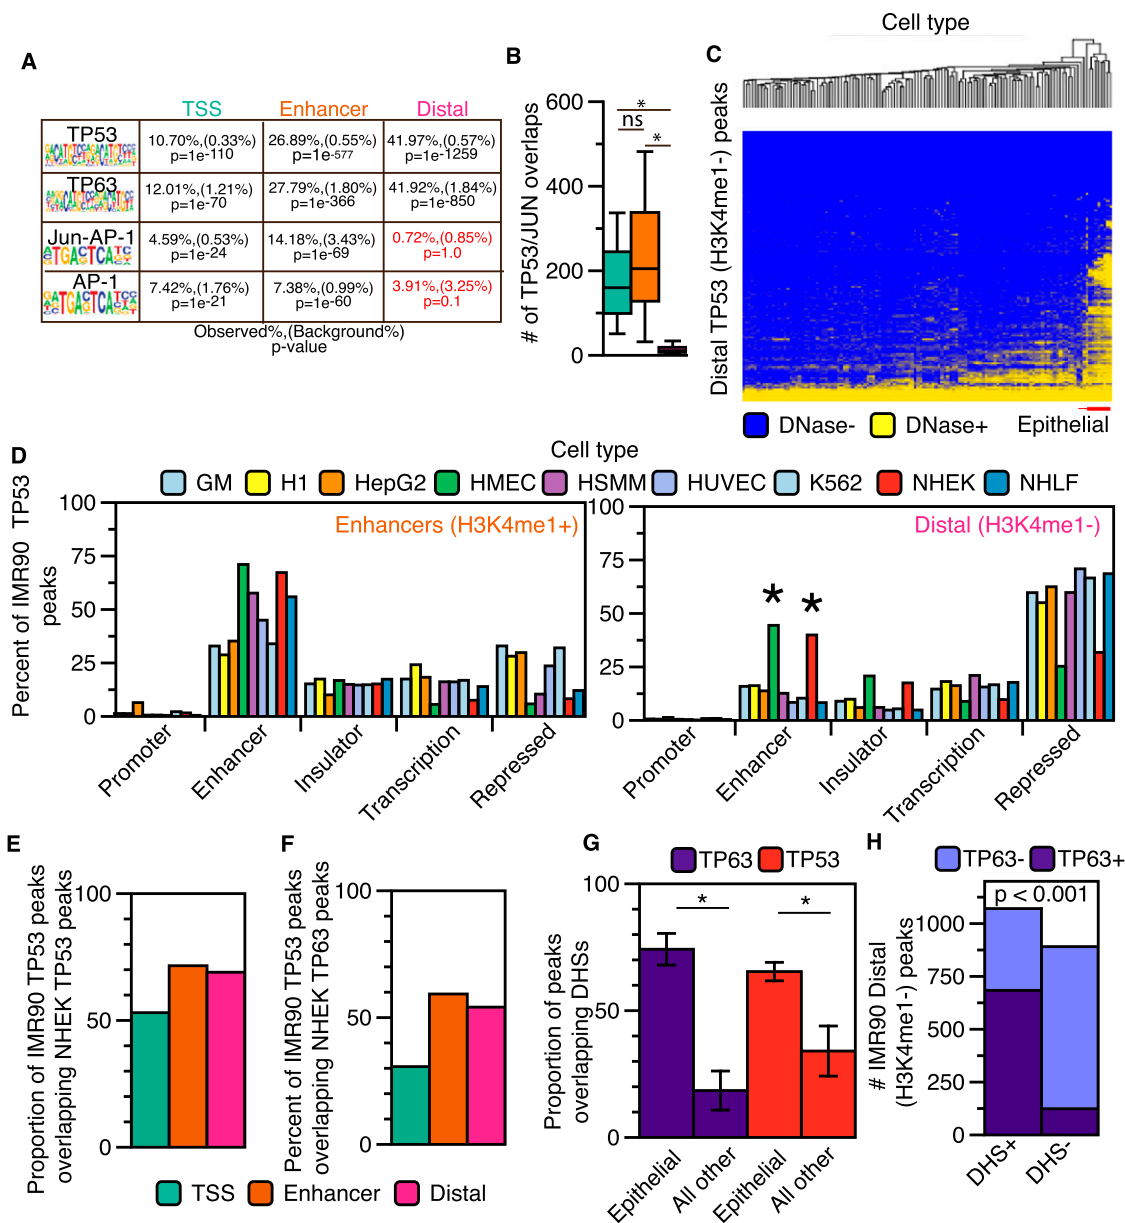 A
TSS Enhancer Distal
TP53 10.70%,(0.33%) 26.89%,(0.55%) 41.97%,(0.57%)
p=1e-110 p=1e-577 p=1e-1259
TP63 12.01%,(1.21%) 27.79%,(1.80%) 41.92%,(1.84%)
p=1e-70 p=1e-366 p=1e-850
Jun-AP-1 4.59%,(0.53%) 14.18%,(3.43%) 0.72%,(0.85%)
TGACTCA p=1e-24 p=1e-69 p=1.0
AP-1 7.42%,(1.76%) 7.38%,(0.99%) 3.91%,(3.25%)
p=1e-21 p=1e-60 p=0.1
Observed%,(Background%)
p-value
B
# of TP53/JUN overlaps
600
400
200
0
*
ns
*
C
Cell type
Distal TP53 (H3K4me1-) peaks
DNase- DNase+ Epithelial
D
Cell type
GM H1 HepG2 HMEC HSMM HUVEC K562 NHEK NHLF
Percent of IMR90 TP53
peaks
100
75
50
25
0
Enhancers (H3K4me1+)
Promoter
Enhancer
Insulator
Transcription
Repressed
100
75
50
25
0
Distal (H3K4me1-)
* *
Promoter
Enhancer
Insulator
Transcription
Repressed
E
Proportion of IMR90 TP53 peaks
overlapping NHEK TP53 peaks
100
50
0
F
Percent of IMR90 TP53 peaks
overlapping NHEK TP63 peaks
100
50
0
TSS Enhancer Distal
G
TP63 TP53
Proportion of peaks
overlapping DHSs
100
50
0
* *
Epithelial
All other
Epithelial
All other
H
TP63- TP63+
# IMR90 Distal
(H3K4me1-) peaks
p < 0.001
1000
750
500
250
0
DHS+
DHS-